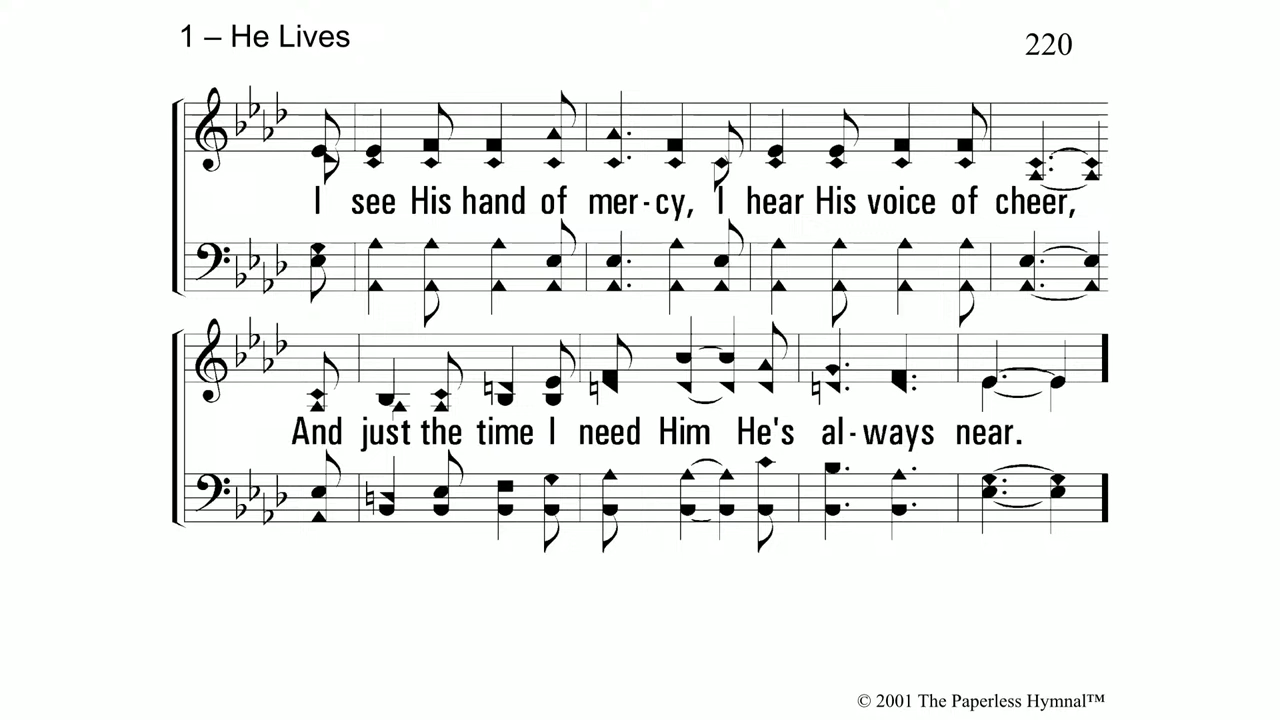 1 – He Lives
220
I see His hand of mer-cy, I hear His voice of cheer,
And just the time I need Him He's al-ways near.
© 2001 The Paperless Hymnal™